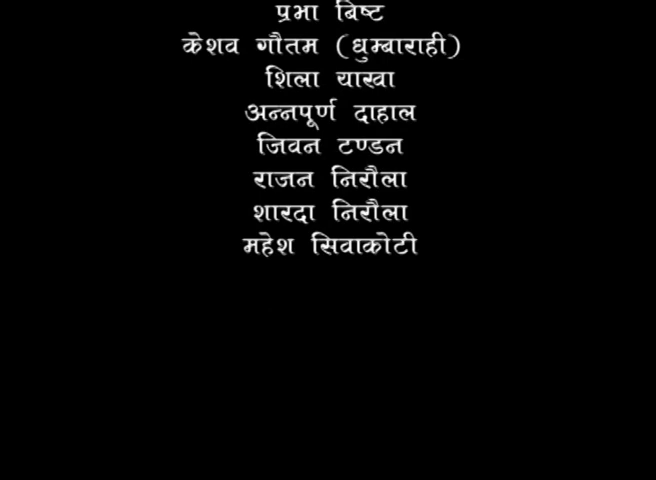 प्रभा बिष्ट
केशव गौतम (धुम्बाराही)
शिला याखा
अन्नपूर्ण दाहाल
जिवन टण्डन
राजन निरौला
शारदा निरौला
महेश सिवाकोटी